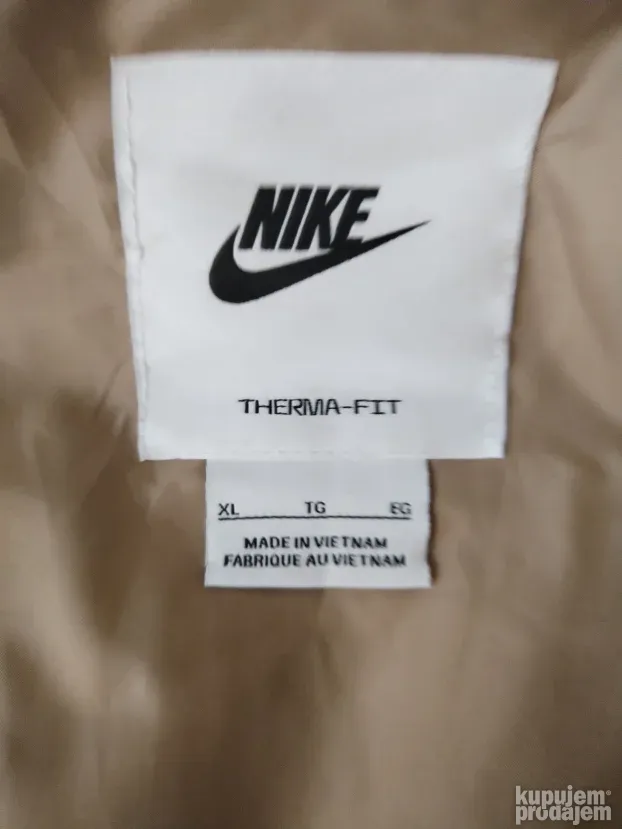 NIKE
THERMA-FIT
XL TG EG
MADE IN VIETNAM
FABRIQUE AU VIETNAM
kupujem
prodajem